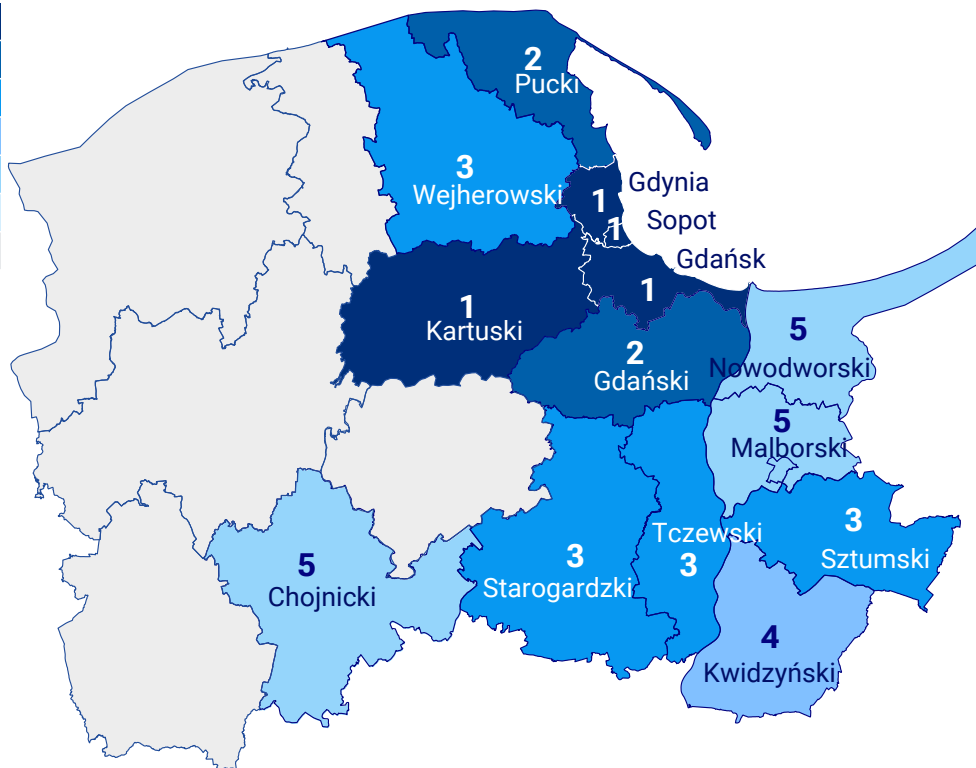 2
Pucki
3
Wejherowski
1
Gdynia
1
Sopot
Gdańsk
1
1
Kartuski
2
Gdański
5
Nowodworski
5
Malborski
3
Sztumski
Tczewski
3
3
Starogardzki
5
Chojnicki
4
Kwidzyński